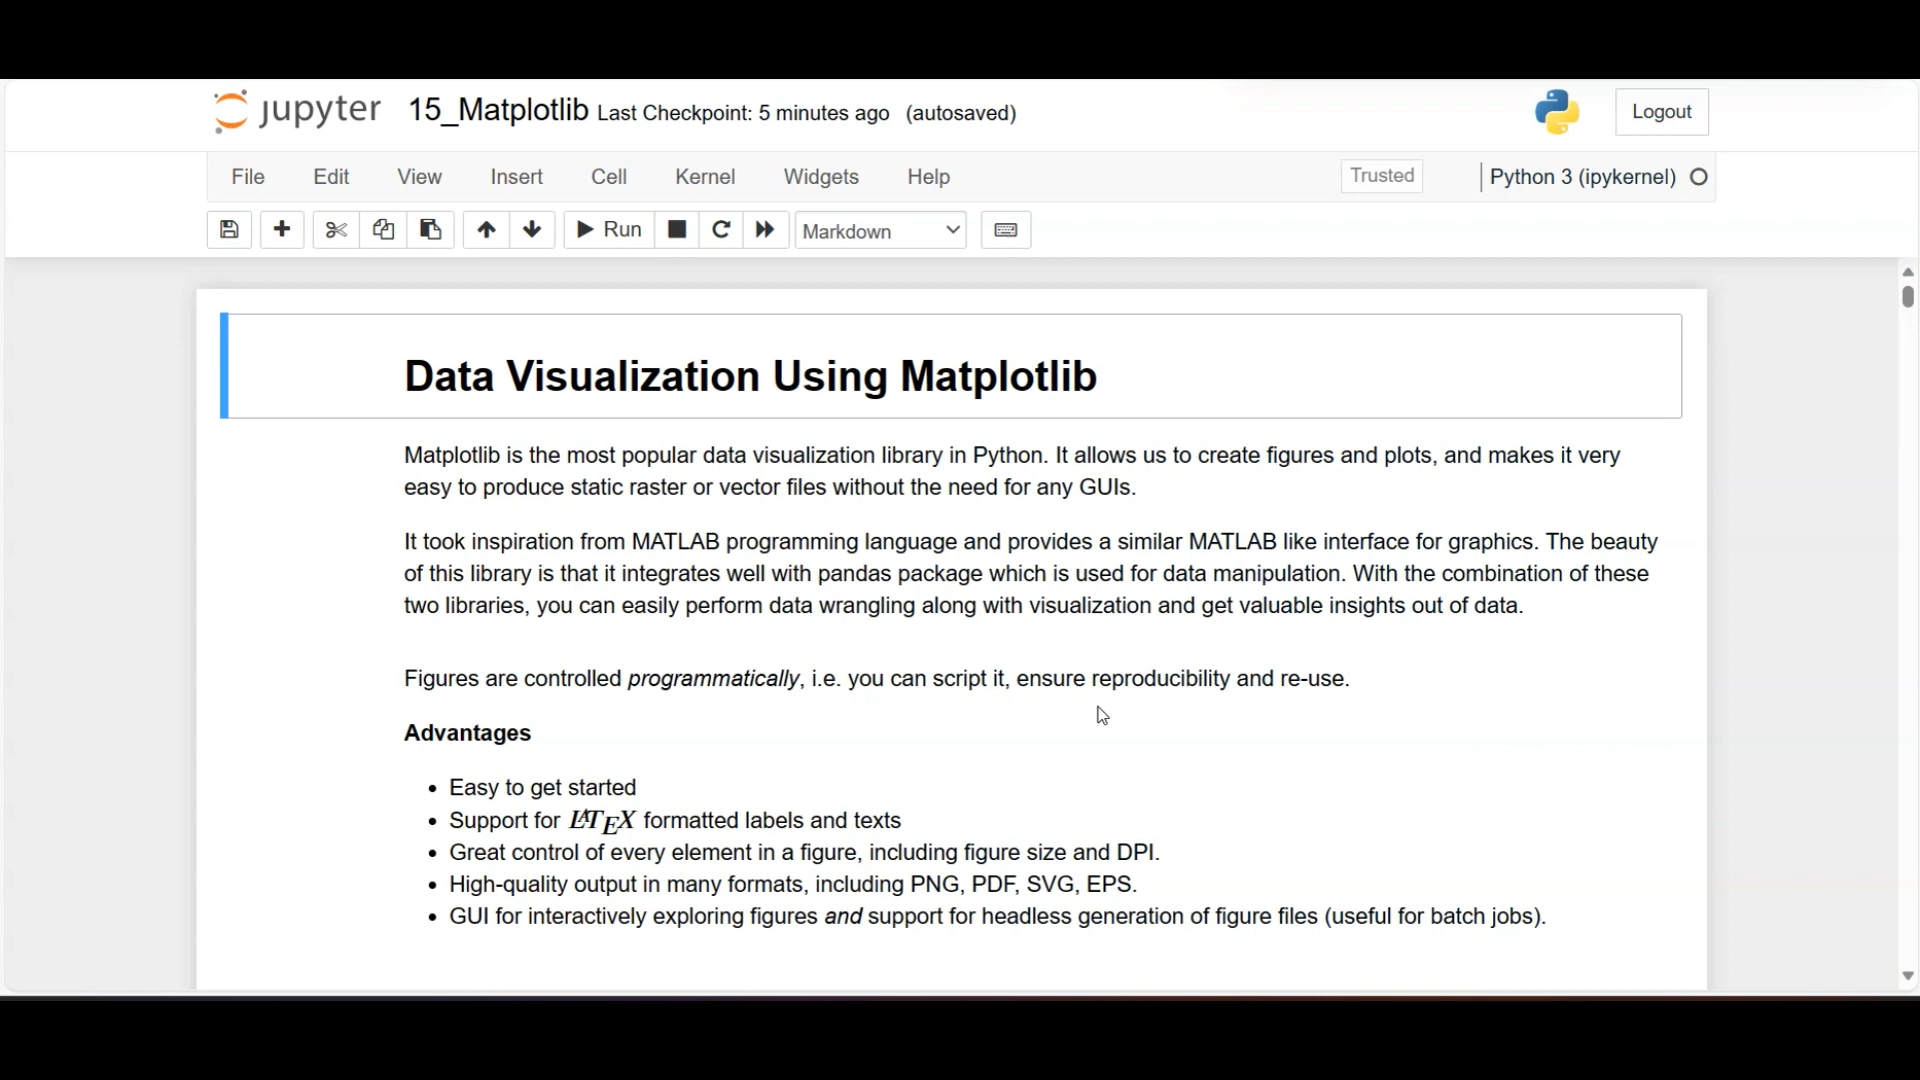 jupyter 15_Matplotlib Last Checkpoint: 5 minutes ago (autosaved) Logout
File Edit View Insert Cell Kernel Widgets Help Trusted Python 3 (ipykernel)
Run Markdown
Data Visualization Using Matplotlib
Matplotlib is the most popular data visualization library in Python. It allows us to create figures and plots, and makes it very
easy to produce static raster or vector files without the need for any GUIs.
It took inspiration from MATLAB programming language and provides a similar MATLAB like interface for graphics. The beauty
of this library is that it integrates well with pandas package which is used for data manipulation. With the combination of these
two libraries, you can easily perform data wrangling along with visualization and get valuable insights out of data.
Figures are controlled programmatically, i.e. you can script it, ensure reproducibility and re-use.
Advantages
• Easy to get started
• Support for LATEX formatted labels and texts
• Great control of every element in a figure, including figure size and DPI.
• High-quality output in many formats, including PNG, PDF, SVG, EPS.
• GUI for interactively exploring figures and support for headless generation of figure files (useful for batch jobs).